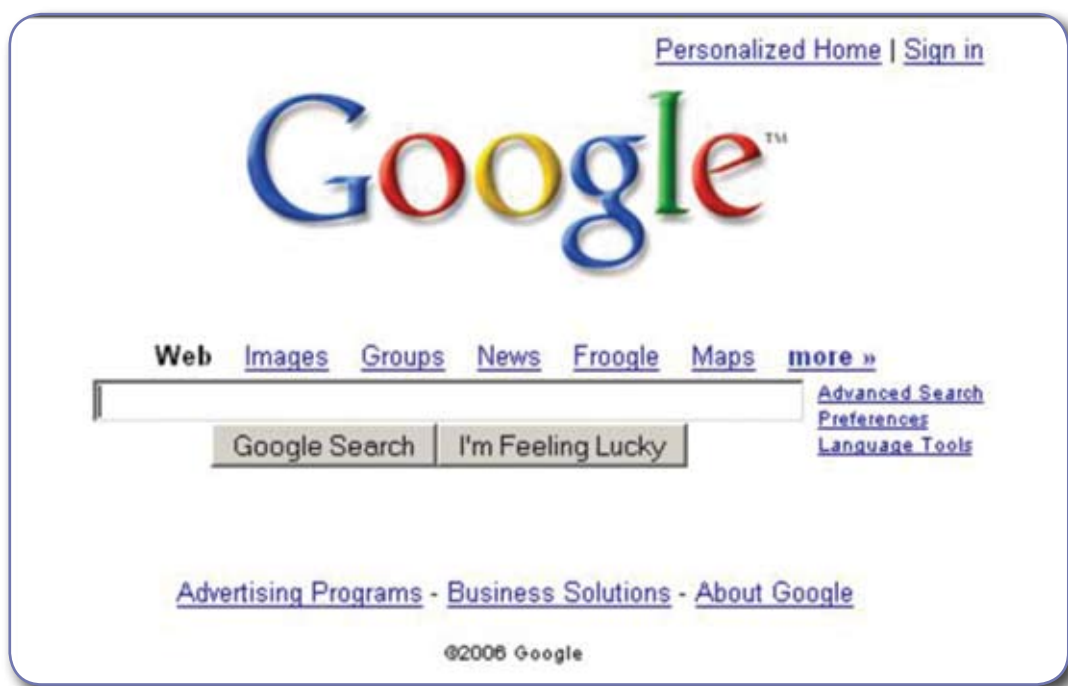 Personalized Home | Sign in
Google™
Web Images Groups News Froogle Maps more »
Advanced Search
Preferences
Language Tools
Google Search I'm Feeling Lucky
Advertising Programs - Business Solutions - About Google
©2006 Google